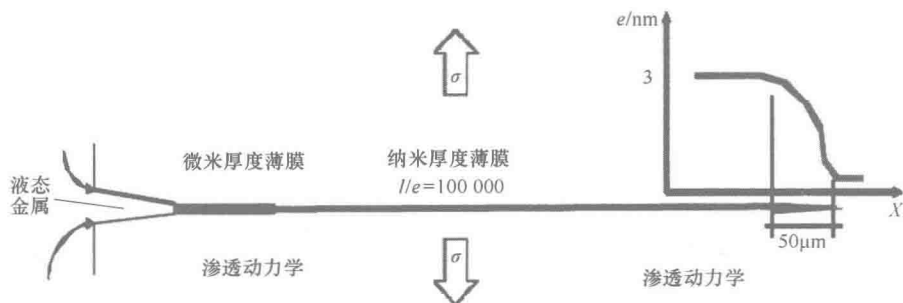 e/nm
3
σ
微米厚度薄膜
纳米厚度薄膜
l/e=100 000
液态
金属
X
50μm
σ
渗透动力学
渗透动力学